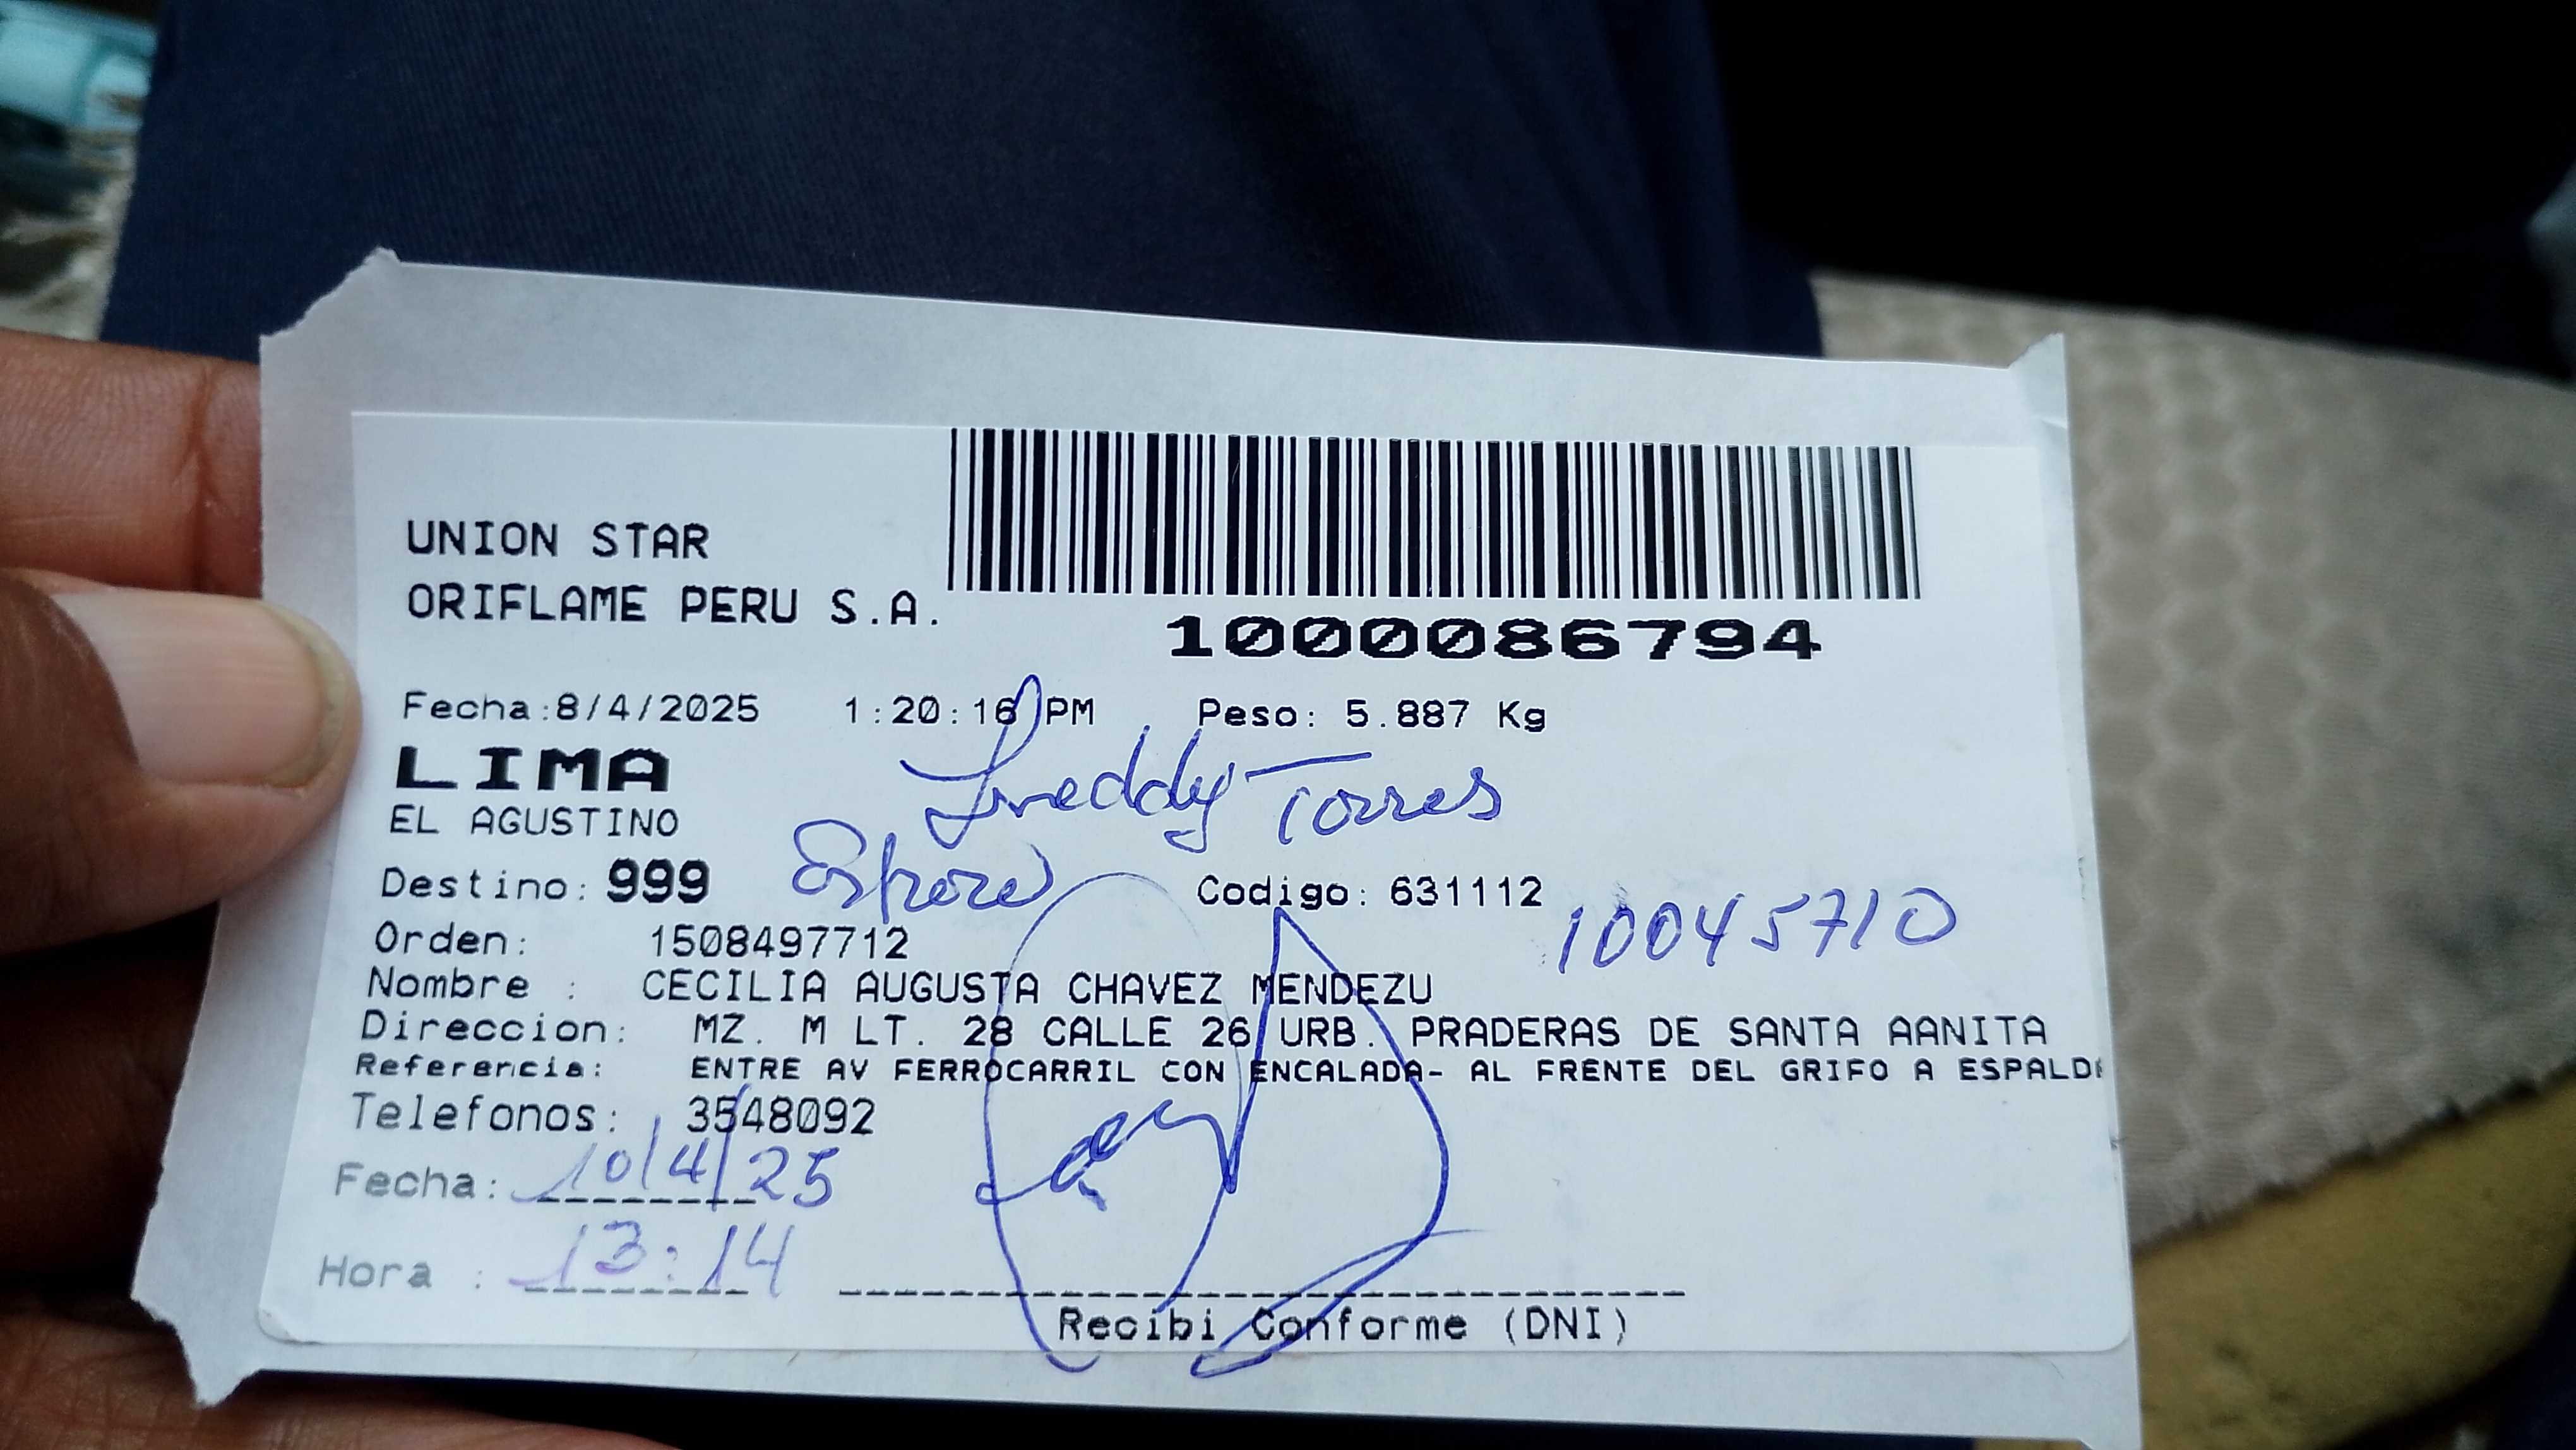 UNION STAR
ORIFLAME PERU S.A.
1000086794
Fecha:8/4/2025 1:20:16 PM Peso: 5.887 Kg
LIMA
Freddy Torres
EL AGUSTINO
Destino: 999 Esposo Codigo: 631112
10045710
Orden: 1508497712
Nombre : CECILIA AUGUSTA CHAVEZ MENDEZU
Direccion: MZ. M LT. 28 CALLE 26 URB. PRADERAS DE SANTA AANITA
Referencia: ENTRE AV FERROCARRIL CON ENCALADA- AL FRENTE DEL GRIFO A ESPALD
Telefonos: 3548092
Fecha: 10/4/25
Hora : 13:14
Recibi Conforme (DNI)